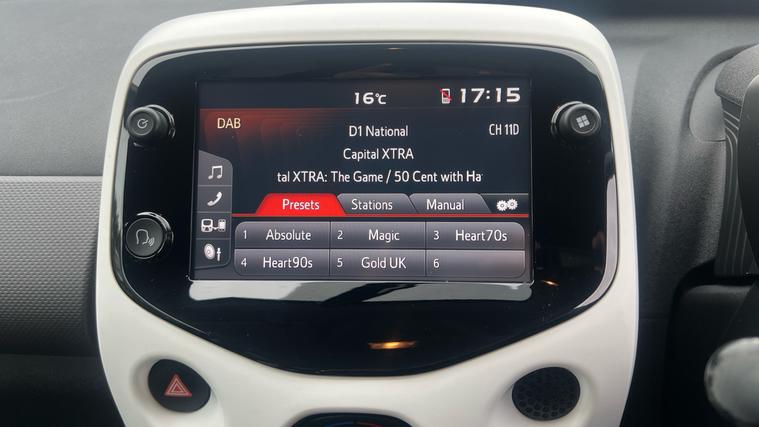 16°C
17:15
DAB
D1 National
CH 11D
Capital XTRA
tal XTRA: The Game / 50 Cent with Ha
Presets
Stations
Manual
1 Absolute
2 Magic
3 Heart70s
4 Heart90s
5 Gold UK
6